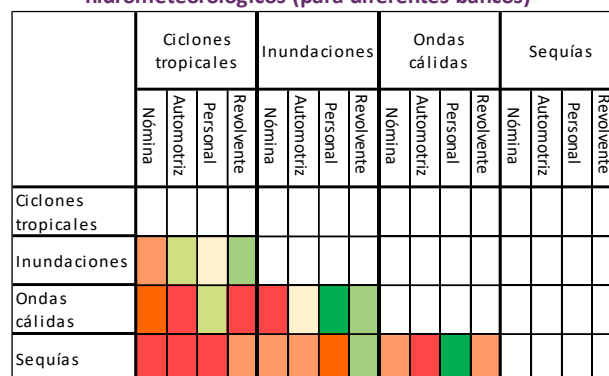 hidrometeorológicos (para diferentes bancos)
Ciclones tropicales Inundaciones Ondas cálidas Sequías
Nómina Automotriz Personal Revolvente Nómina Automotriz Personal Revolvente Nómina Automotriz Personal Revolvente Nómina Automotriz Personal Revolvente
Ciclones
tropicales
Inundaciones
Ondas
cálidas
Sequías